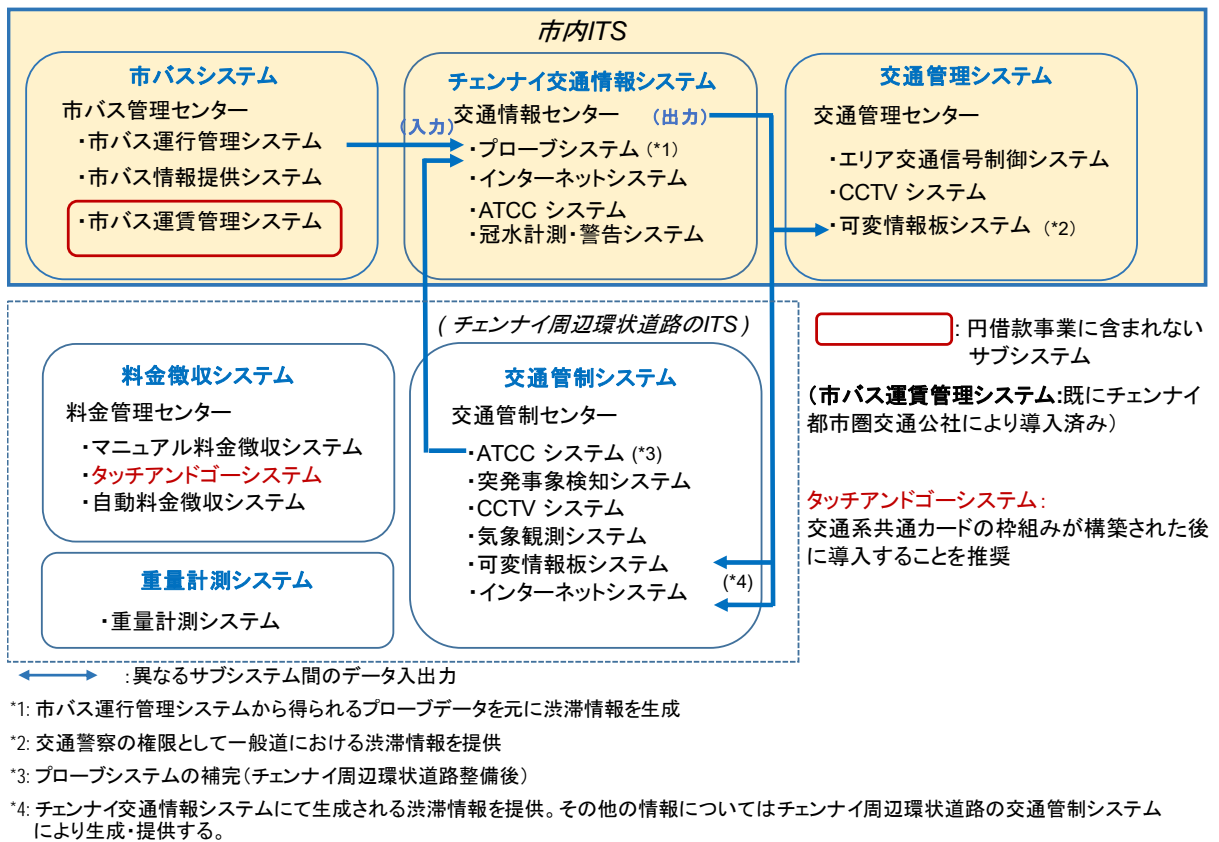 市内ITS
市バスシステム
市バス管理センター
・市バス運行管理システム
・市バス情報提供システム
・市バス運賃管理システム
(入力)
チェンナイ交通情報システム
交通情報センター (出力)
・プローブシステム (*1)
・インターネットシステム
・ATCC システム
・冠水計測・警告システム
交通管理システム
交通管理センター
・エリア交通信号制御システム
・CCTV システム
・可変情報板システム (*2)
( チェンナイ周辺環状道路のITS )
料金徴収システム
料金管理センター
・マニュアル料金徴収システム
・タッチアンドゴーシステム
・自動料金徴収システム
重量計測システム
・重量計測システム
交通管制システム
交通管制センター
・ATCC システム (*3)
・突発事象検知システム
・CCTV システム
・気象観測システム
・可変情報板システム
・インターネットシステム
(*4)
: 円借款事業に含まれない
サブシステム
(市バス運賃管理システム:既にチェンナイ
都市圏交通公社により導入済み)
タッチアンドゴーシステム:
交通系共通カードの枠組みが構築された後
に導入することを推奨
:異なるサブシステム間のデータ入出力
*1: 市バス運行管理システムから得られるプローブデータを元に渋滞情報を生成
*2: 交通警察の権限として一般道における渋滞情報を提供
*3: プローブシステムの補完(チェンナイ周辺環状道路整備後)
*4: チェンナイ交通情報システムにて生成される渋滞情報を提供。その他の情報についてはチェンナイ周辺環状道路の交通管制システム
により生成・提供する。